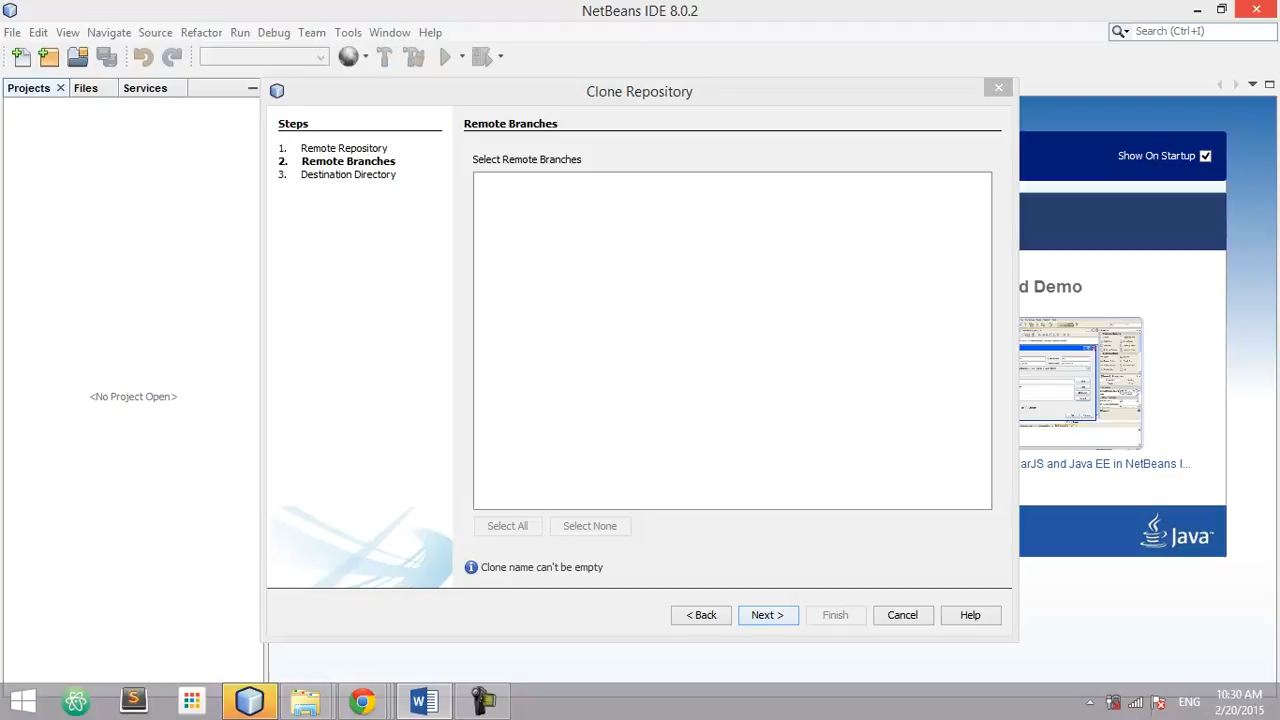 NetBeans IDE 8.0.2
File Edit View Navigate Source Refactor Run Debug Team Tools Window Help
Search (Ctrl+I)
Projects Files Services
Clone Repository
Steps
1. Remote Repository
2. Remote Branches
3. Destination Directory
Remote Branches
Select Remote Branches
<No Project Open>
Select All Select None
Clone name can't be empty
< Back Next > Finish Cancel Help
Show On Startup
d Demo
arJS and Java EE in NetBeans I...
Java
ENG
10:30 AM
2/20/2015